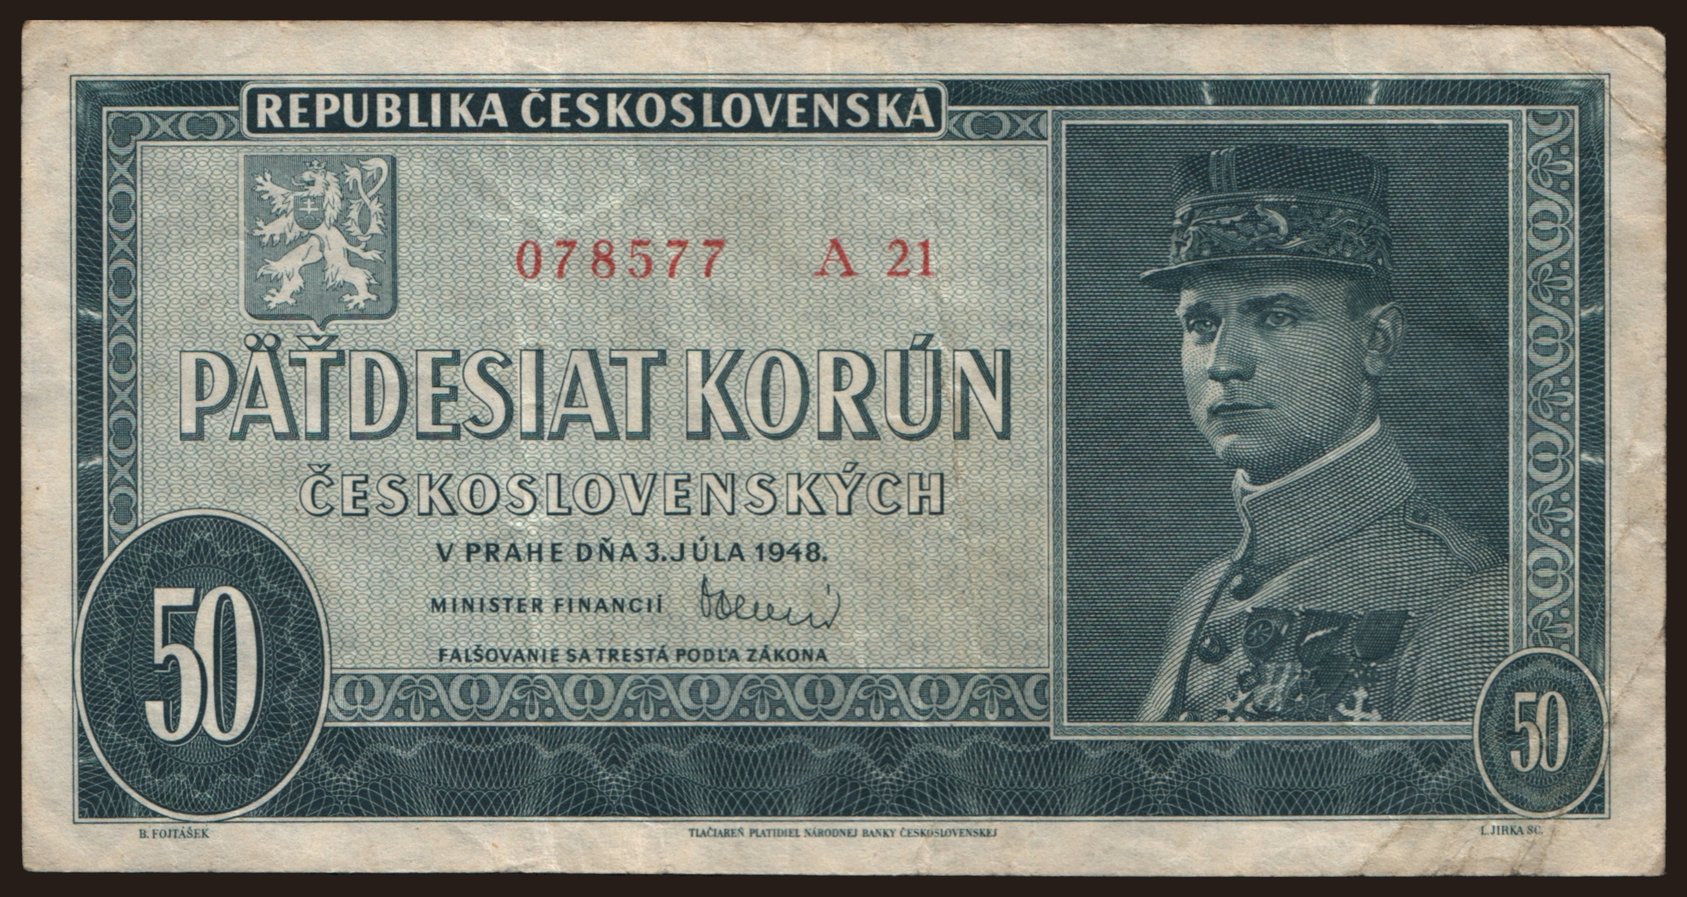 REPUBLIKA ČESKOSLOVENSKÁ
078577 A 21
PÄŤDESIAT KORÚN
ČESKOSLOVENSKÝCH
V PRAHE DŇA 3. JÚLA 1948.
MINISTER FINANCIÍ
FALŠOVANIE SA TRESTÁ PODĽA ZÁKONA
50
50
B. FOJTÁŠEK
TLAČIAREŇ PLATIDIEL NÁRODNEJ BANKY ČESKOSLOVENSKEJ
L. JIRKA SC.